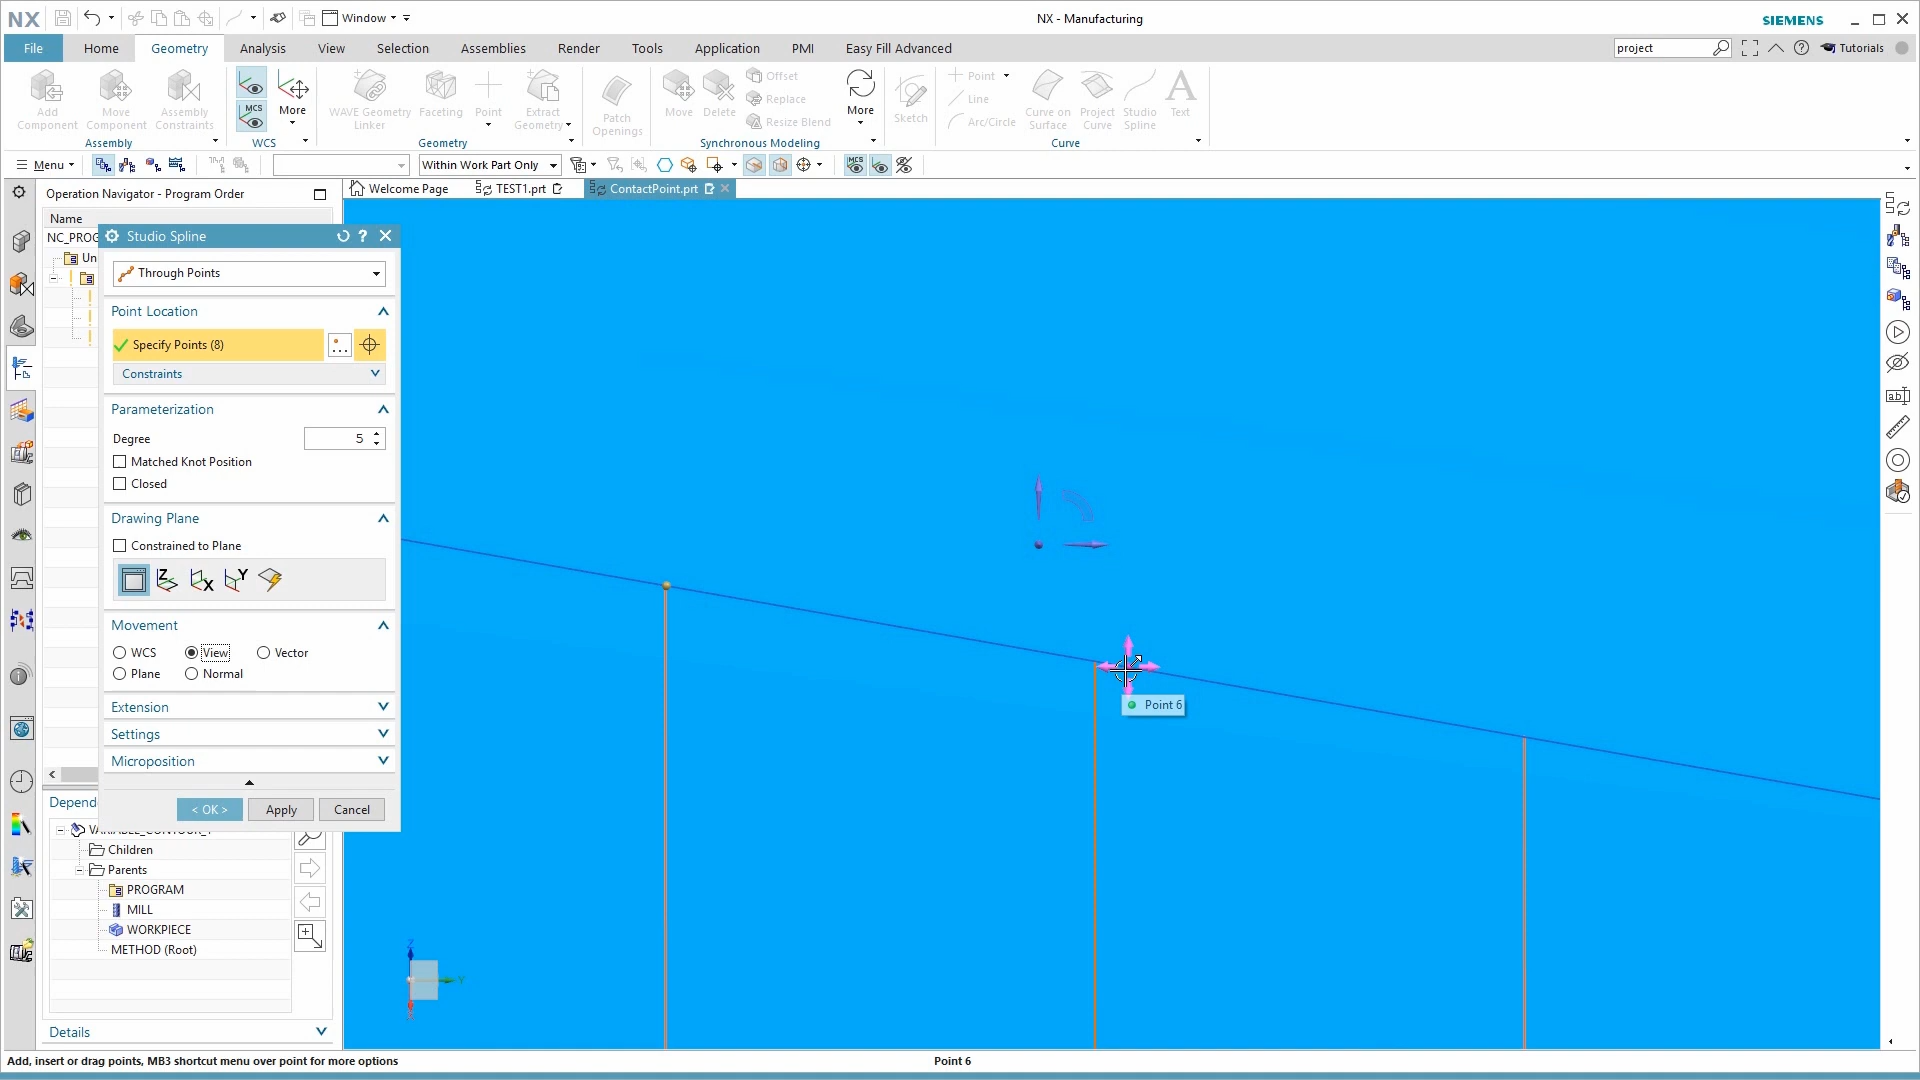 NX
Window
NX - Manufacturing
SIEMENS
File
Home
Geometry
Analysis
View
Selection
Assemblies
Render
Tools
Application
PMI
Easy Fill Advanced
project
Tutorials
Add Component
Move Component
Assembly Constraints
MCS
More
WAVE Geometry Linker
Faceting
Point
Extract Geometry
Patch Openings
Move
Delete
Offset
Replace
Resize Blend
More
Sketch
Point
Line
Arc/Circle
Curve on Surface
Project Curve
Studio Spline
Text
Assembly
WCS
Geometry
Synchronous Modeling
Curve
Menu
Within Work Part Only
MCS
Operation Navigator - Program Order
Welcome Page
TEST1.prt
ContactPoint.prt
Name
NC_PROG
Un
Studio Spline
Through Points
Point Location
Specify Points (8)
Constraints
Parameterization
Degree
5
Matched Knot Position
Closed
Drawing Plane
Constrained to Plane
Z
X
Y
Movement
WCS
View
Vector
Plane
Normal
Extension
Settings
Microposition
< OK >
Apply
Cancel
Point 6
Depend
Children
Parents
PROGRAM
MILL
WORKPIECE
METHOD (Root)
Z
Y
Details
Add, insert or drag points, MB3 shortcut menu over point for more options
Point 6